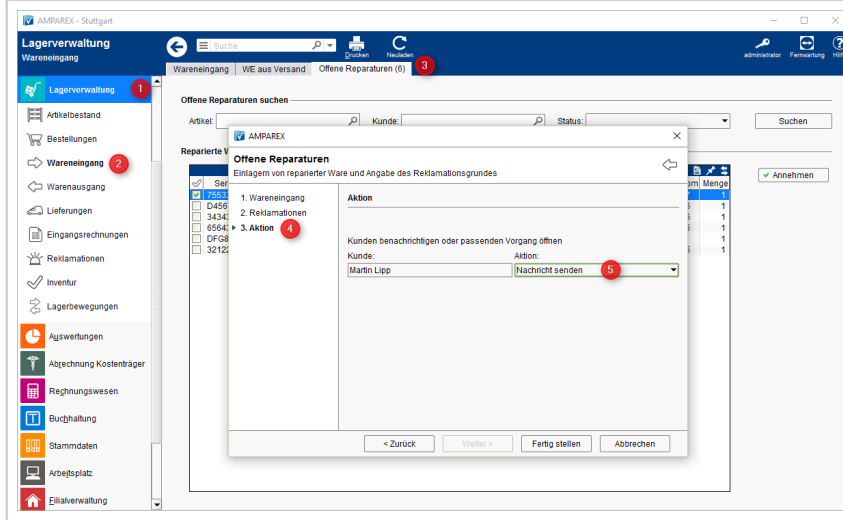 AMPAREX - Stuttgart
Lagerverwaltung
Wareneingang
Suche
Drucken
Neuladen
administrator
Fernwartung
Wareneingang
WE aus Versand
Offene Reparaturen (6)
3
Lagerverwaltung
1
Artikelbestand
Bestellungen
Wareneingang
2
Warenausgang
Lieferungen
Eingangsrechnungen
Reklamationen
Inventur
Lagerbewegungen
Auswertungen
Abrechnung Kostenträger
Rechnungswesen
Buchhaltung
Stammdaten
Arbeitsplatz
Filialverwaltung
Offene Reparaturen suchen
Artikel:
Kunde:
Status:
Suchen
Menge
Annehmen
1
1
1
1
1
1
AMPAREX
Offene Reparaturen
Einlagern von reparierter Ware und Angabe des Reklamationsgrundes
1. Wareneingang
2. Reklamationen
3. Aktion
4
Aktion
Kunden benachrichtigen oder passenden Vorgang öffnen
Kunde:
Aktion:
Martin Lipp
Nachricht senden
5
< Zurück
Weiter >
Fertig stellen
Abbrechen